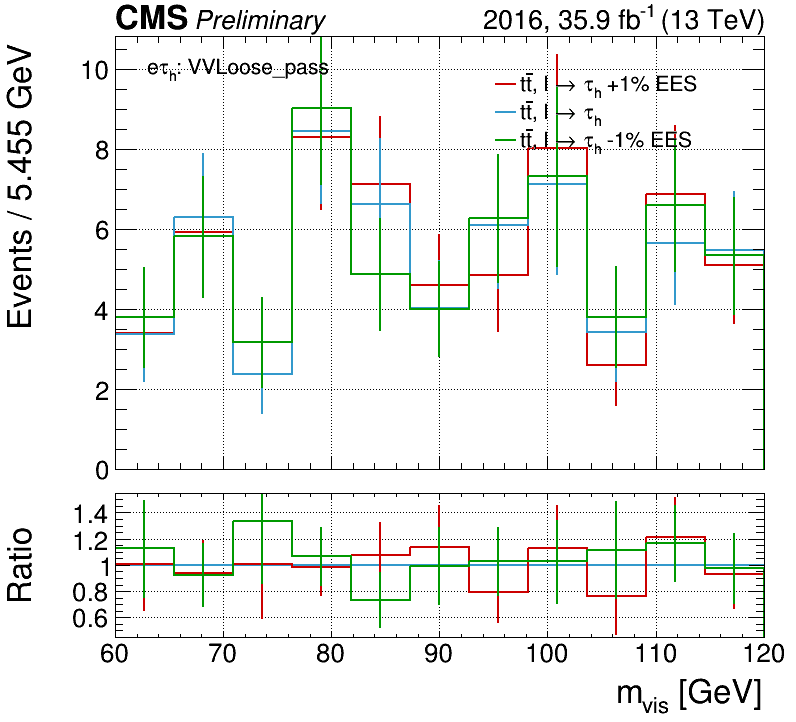 CMS Preliminary 2016, 35.9 fb-1 (13 TeV)
Events / 5.455 GeV
eτh: VVLoose_pass
tt̄, l → τh +1% EES
tt̄, l → τh
tt̄, l → τh -1% EES
10
8
6
4
2
0
Ratio
1.4
1.2
1
0.8
0.6
60 70 80 90 100 110 120
mvis [GeV]